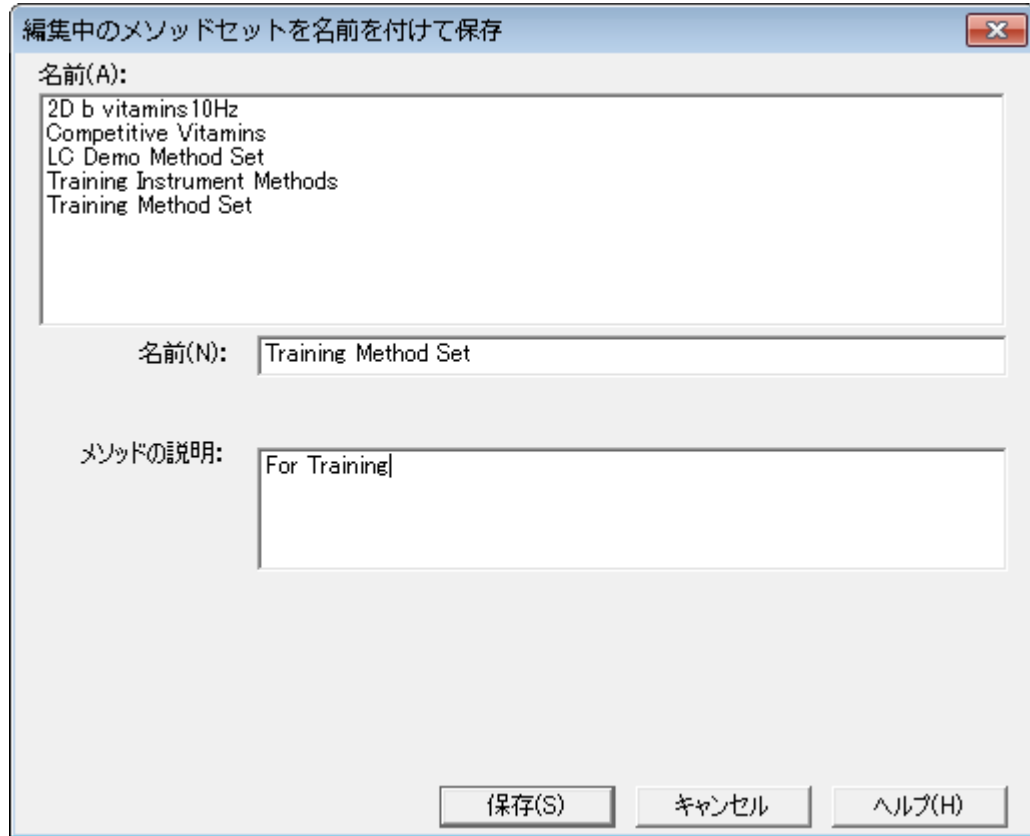 編集中のメソッドセットを名前を付けて保存
名前(A):
2D b vitamins10Hz
Competitive Vitamins
LC Demo Method Set
Training Instrument Methods
Training Method Set
名前(N): Training Method Set
メソッドの説明: For Training
保存(S) キャンセル ヘルプ(H)